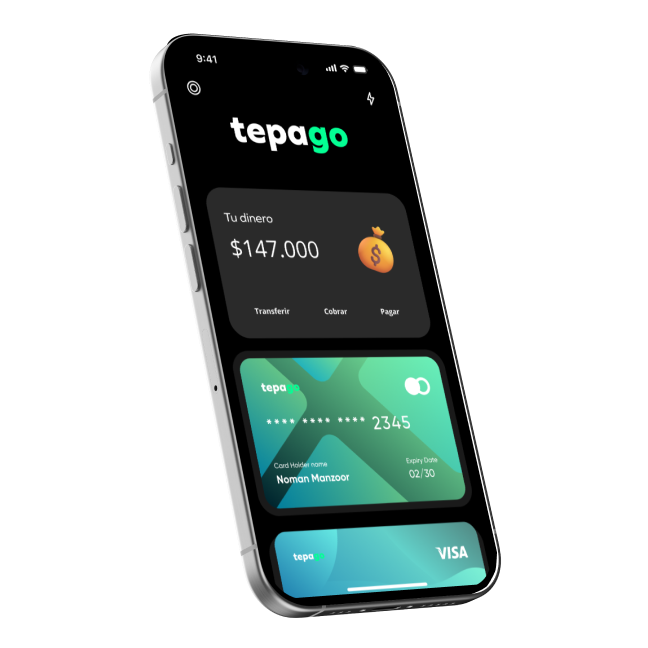 9:41
tepago
Tu dinero
$147.000
Transferir Cobrar Pagar
tepago
**** **** **** 2345
Card Holder name Expiry Date
Noman Manzoor 02/30
tepago VISA